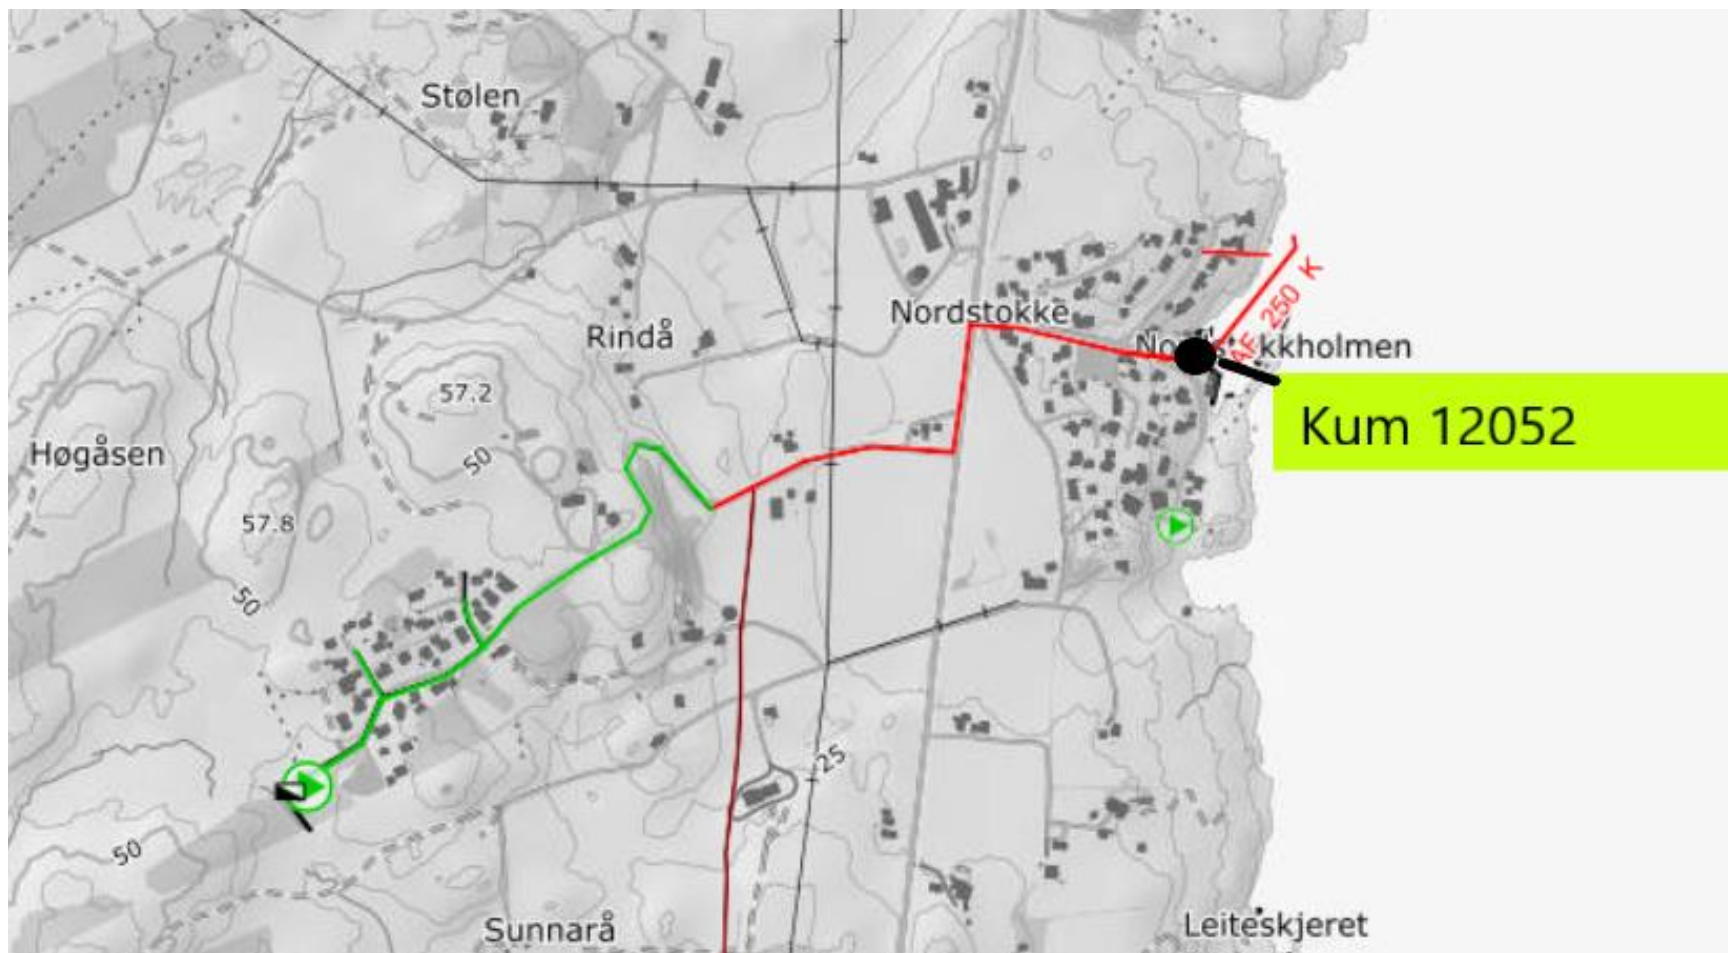 Stølen
Nordstokke
AF 250 K
Rindå
kkholmen
57.2
Kum 12052
Høgåsen
50
57.8
50
25
50
Sunnarå
Leiteskjeret